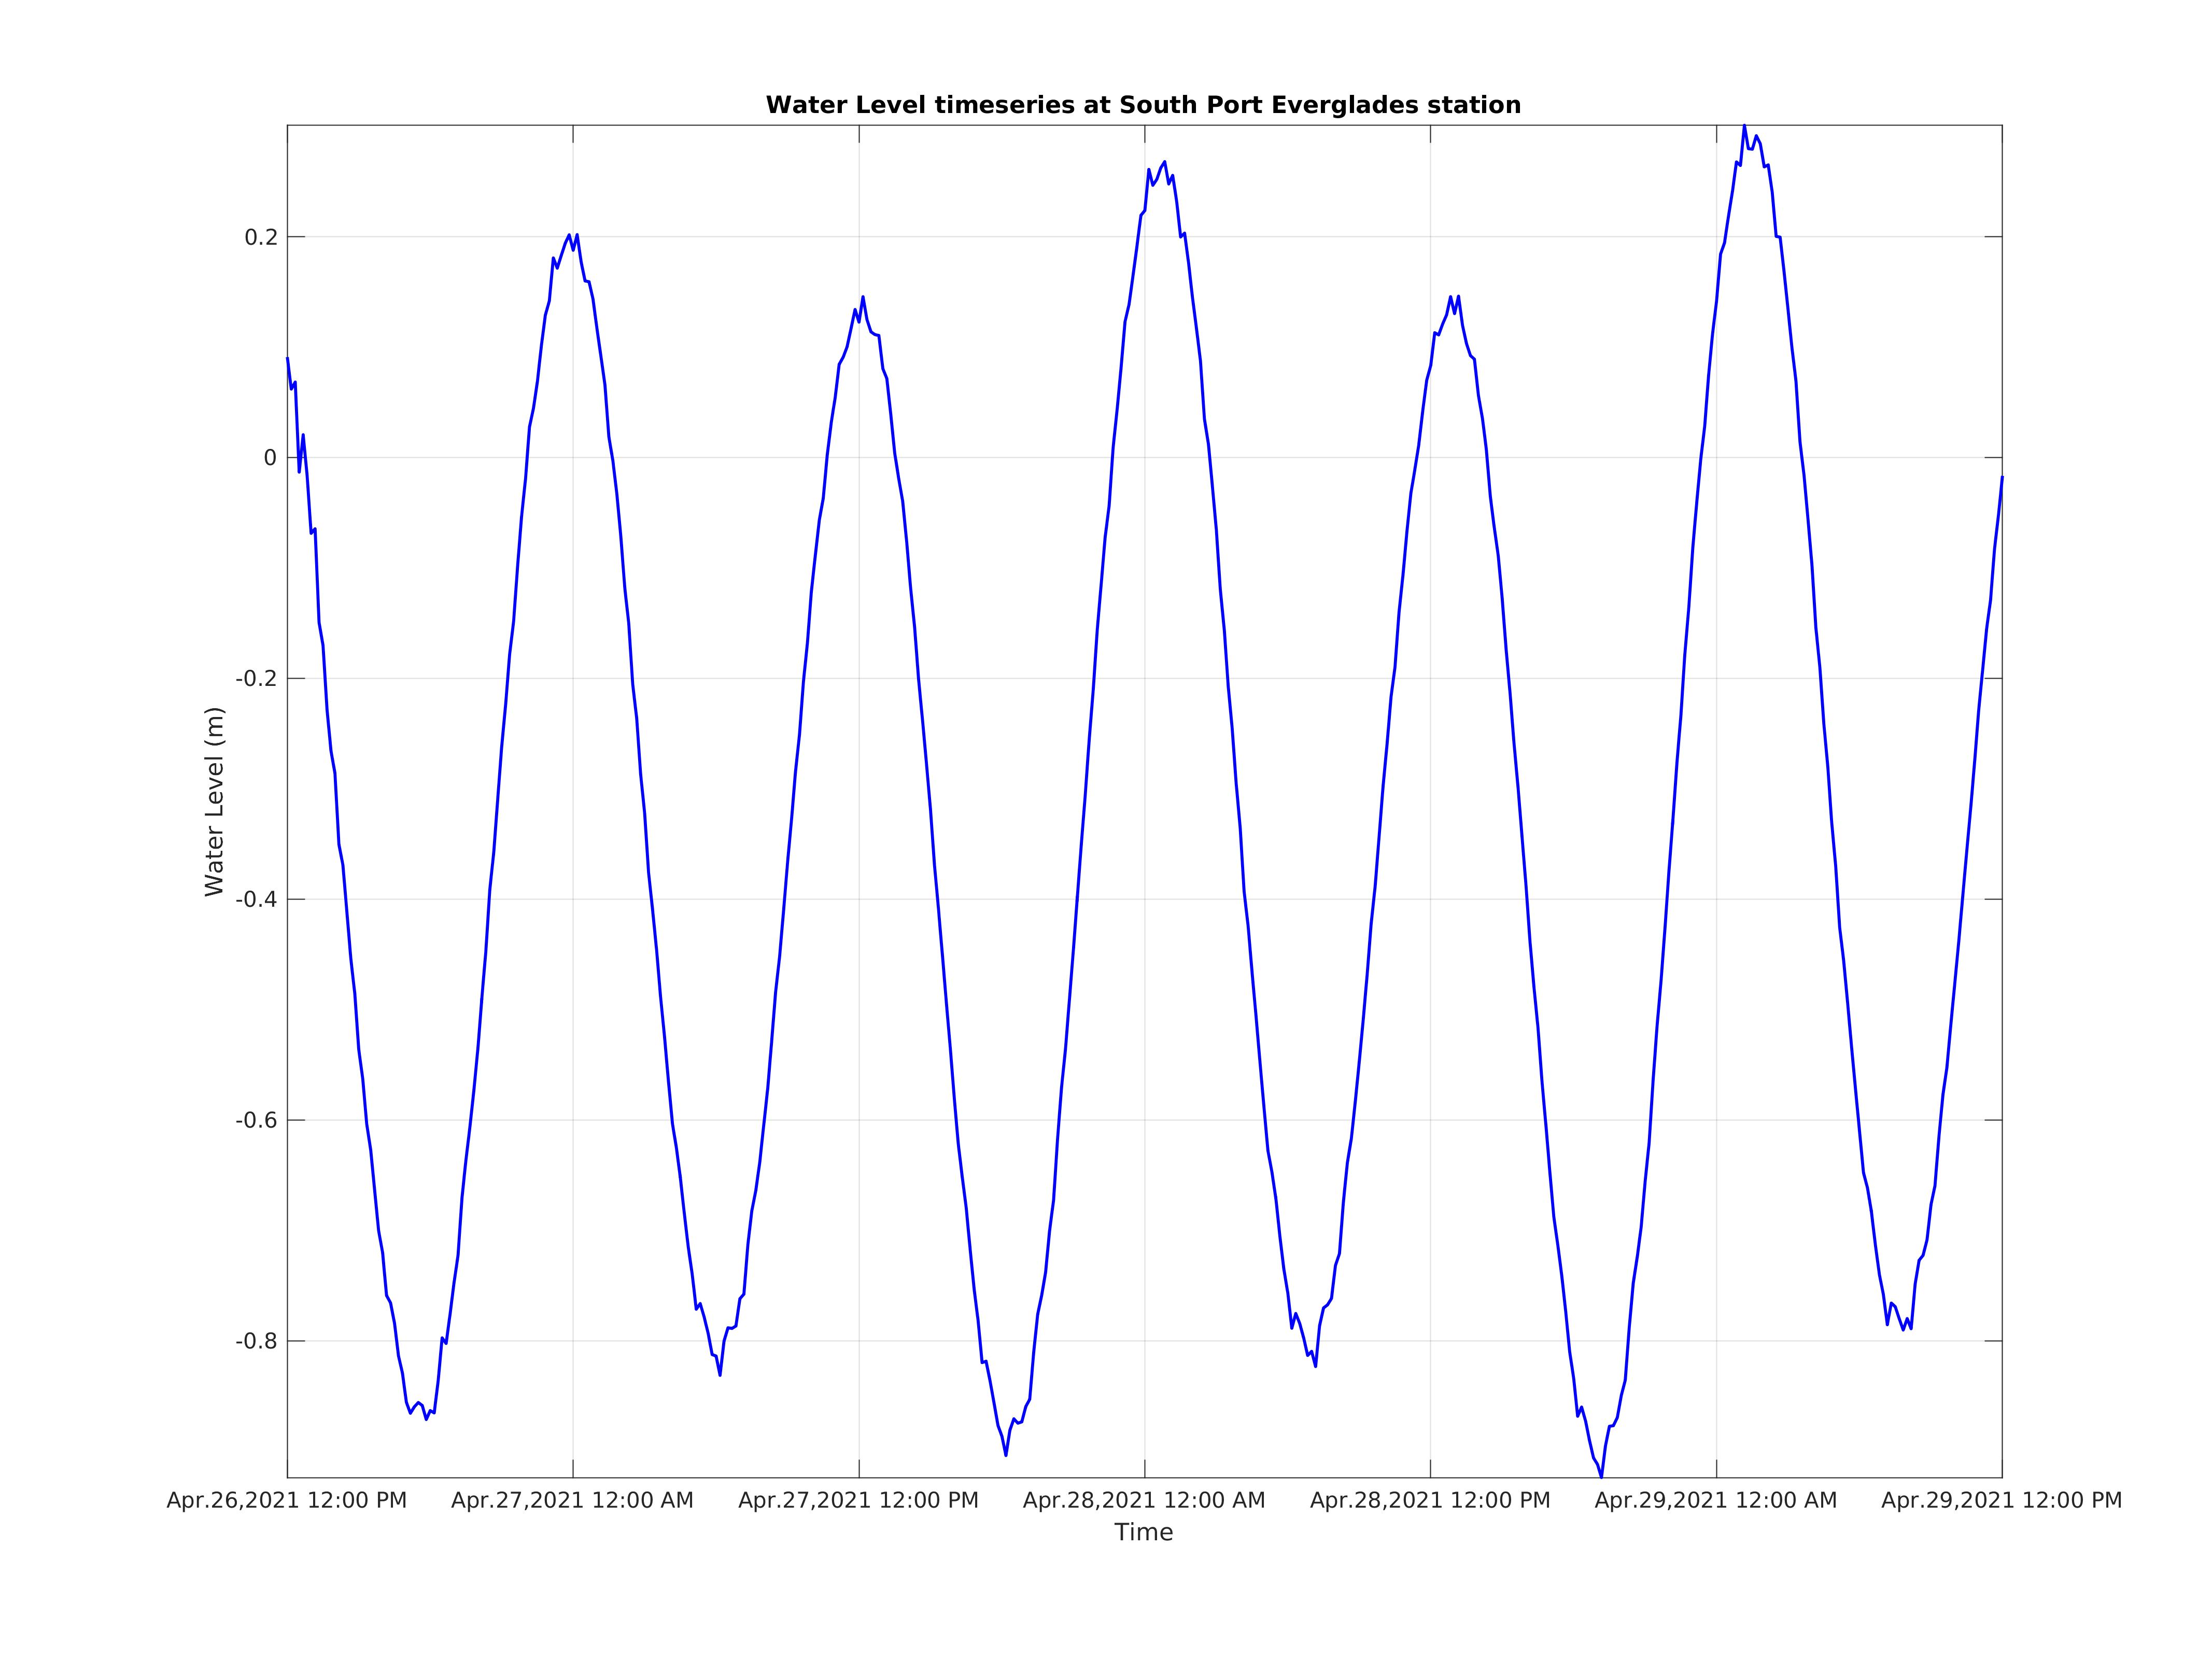 Water Level timeseries at South Port Everglades station
0.2
0
-0.2
-0.4
-0.6
-0.8
Water Level (m)
Apr.26,2021 12:00 PM
Apr.27,2021 12:00 AM
Apr.27,2021 12:00 PM
Apr.28,2021 12:00 AM
Apr.28,2021 12:00 PM
Apr.29,2021 12:00 AM
Apr.29,2021 12:00 PM
Time